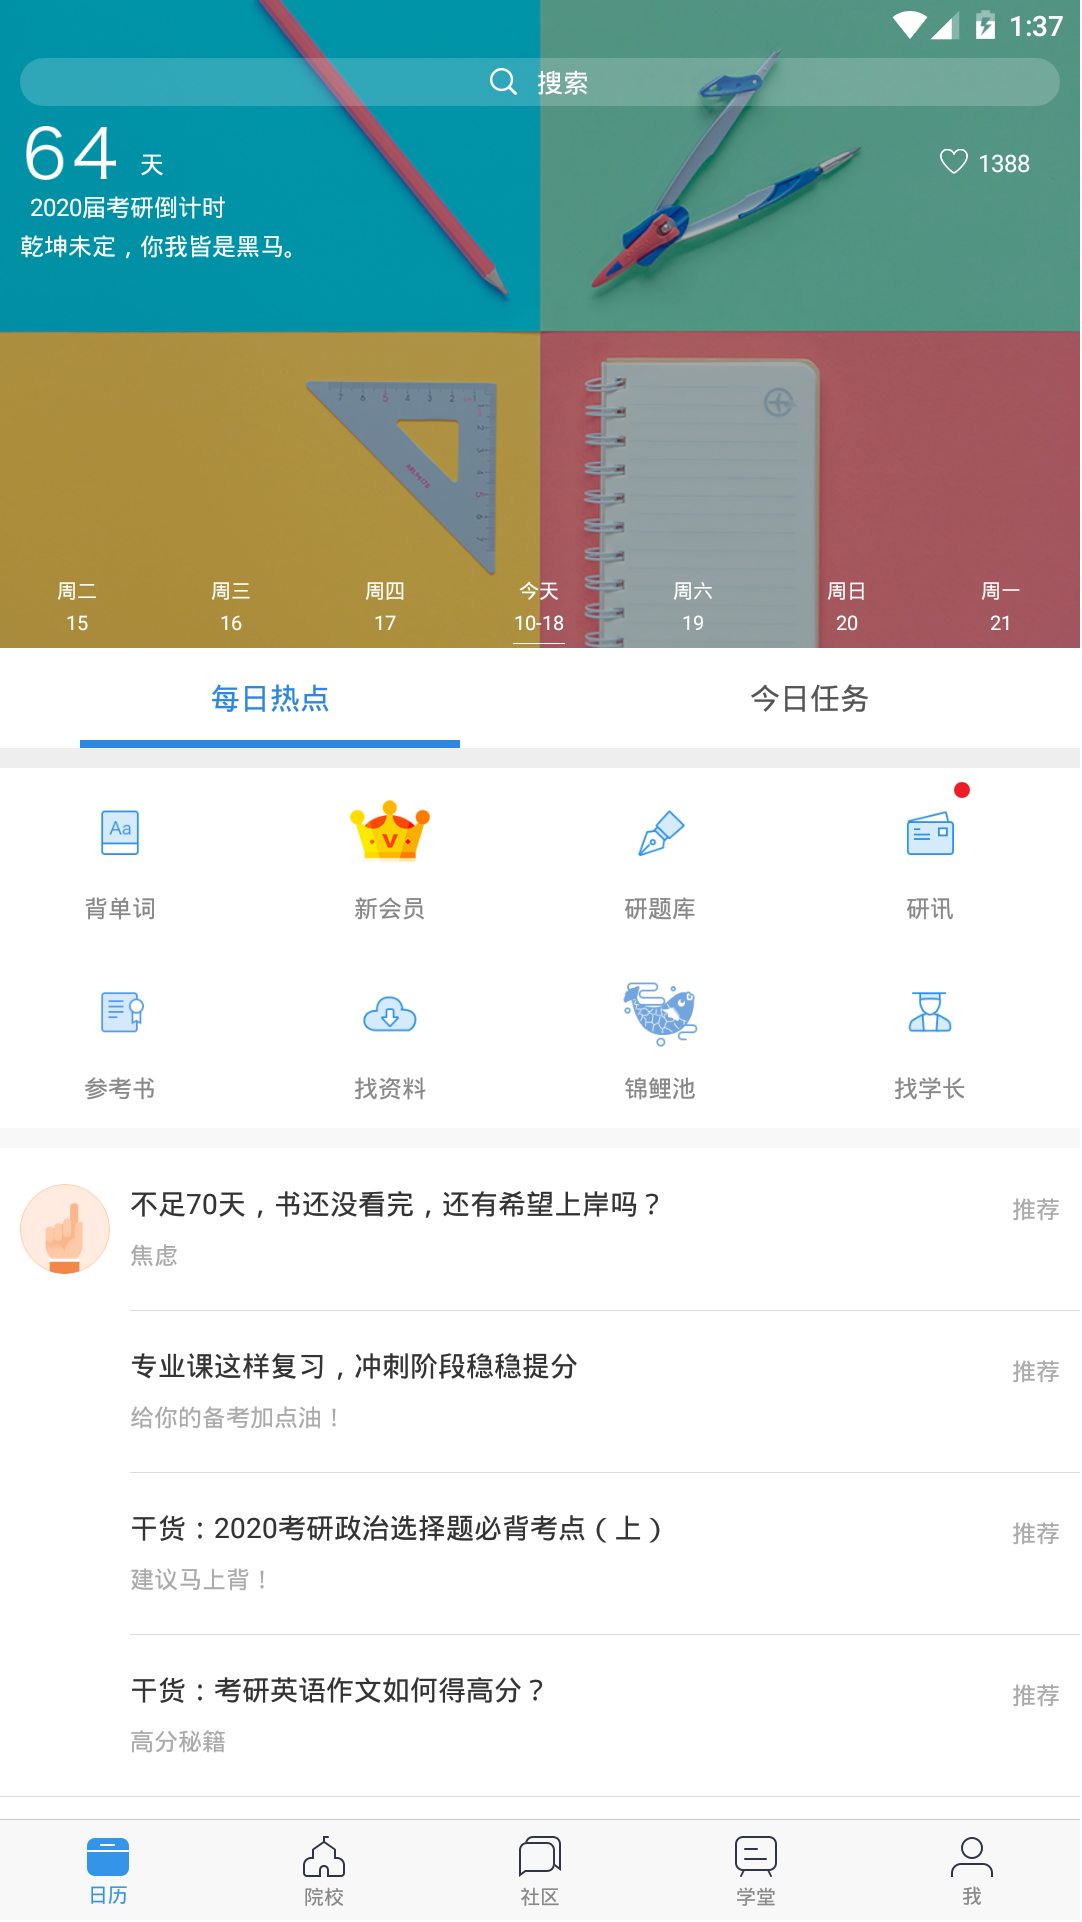 1:37
搜索
64 天
1388
2020届考研倒计时
乾坤未定，你我皆是黑马。
周二 周三 周四 今天 周六 周日 周一
15 16 17 10-18 19 20 21
每日热点 今日任务
Aa
V
背单词 新会员 研题库 研讯
参考书 找资料 锦鲤池 找学长
不足70天，书还没看完，还有希望上岸吗？
推荐
焦虑
专业课这样复习，冲刺阶段稳稳提分
推荐
给你的备考加点油！
干货：2020考研政治选择题必背考点（上）
推荐
建议马上背！
干货：考研英语作文如何得高分？
推荐
高分秘籍
日历 院校 社区 学堂 我